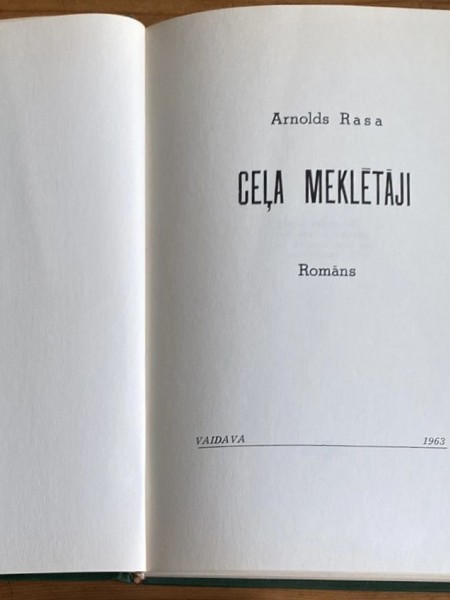 Arnolds Rasa
CEĻA MEKLĒTĀJI
Romāns
VAIDAVA 1963